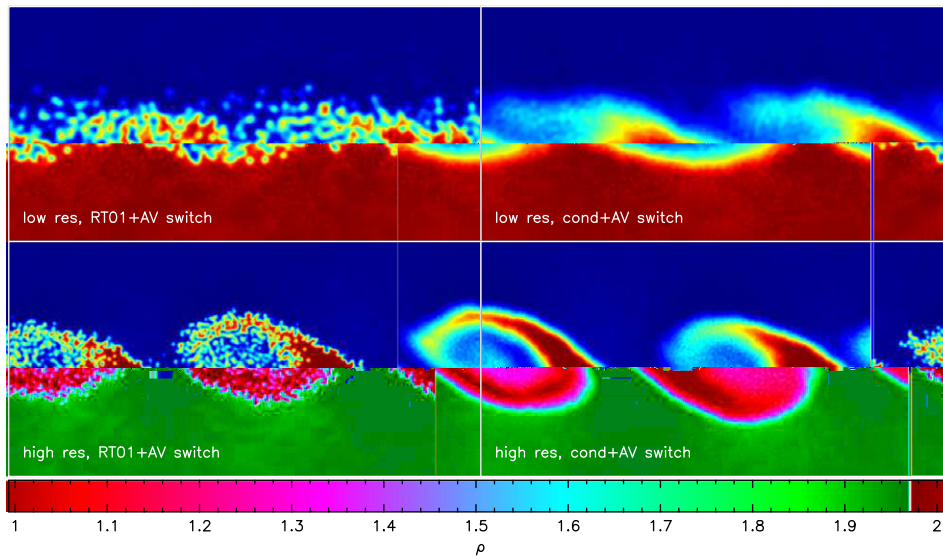 low res, RT01+AV switch
low res, cond+AV switch
high res, RT01+AV switch
high res, cond+AV switch
1 1.1 1.2 1.3 1.4 1.5 1.6 1.7 1.8 1.9 2
ρ